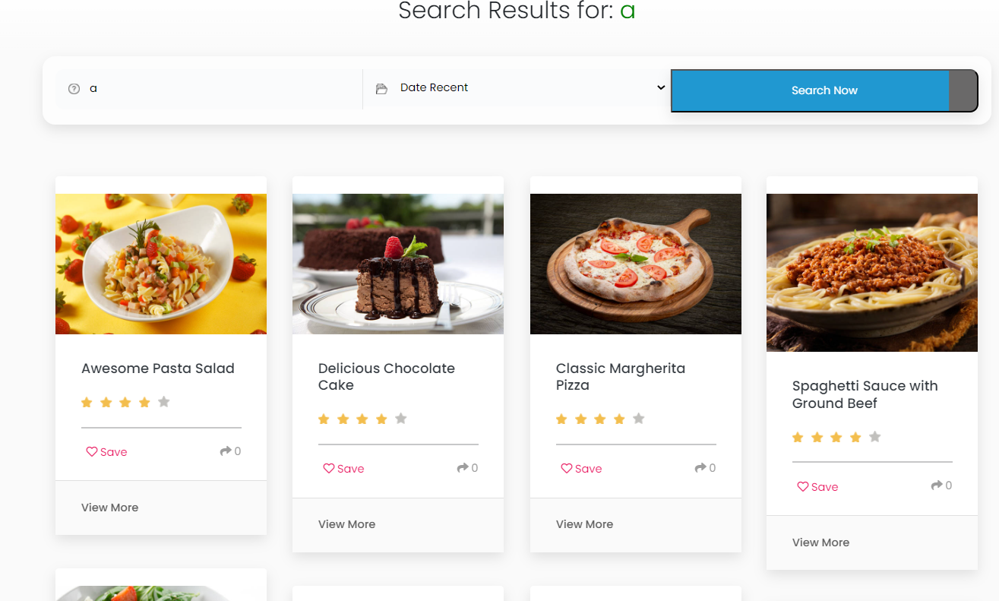 Search Results for: a
a
Date Recent
Search Now
Awesome Pasta Salad
Save
0
View More
Delicious Chocolate
Cake
Save
0
View More
Classic Margherita
Pizza
Save
0
View More
Spaghetti Sauce with
Ground Beef
Save
0
View More